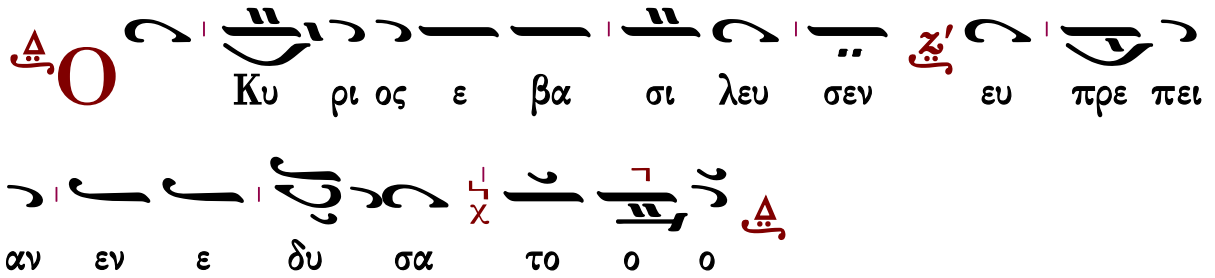 Ο Κυ ρι ος ε βα σι λευ σεν ευ πρε πει
αν εν ε δυ σα το ο ο